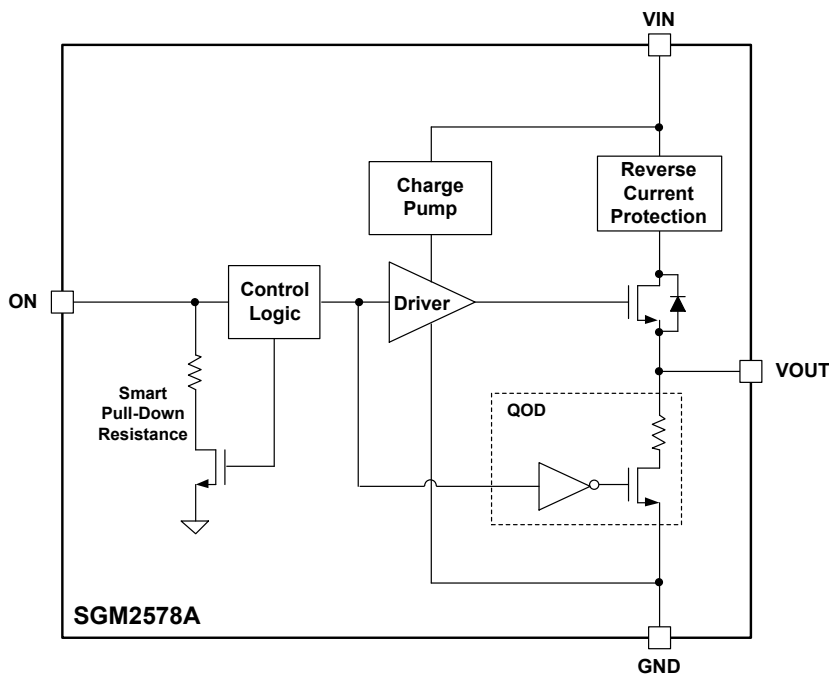 VIN
Charge
Pump
Reverse
Current
Protection
ON
Control
Logic
Driver
VOUT
Smart
Pull-Down
Resistance
QOD
SGM2578A
GND